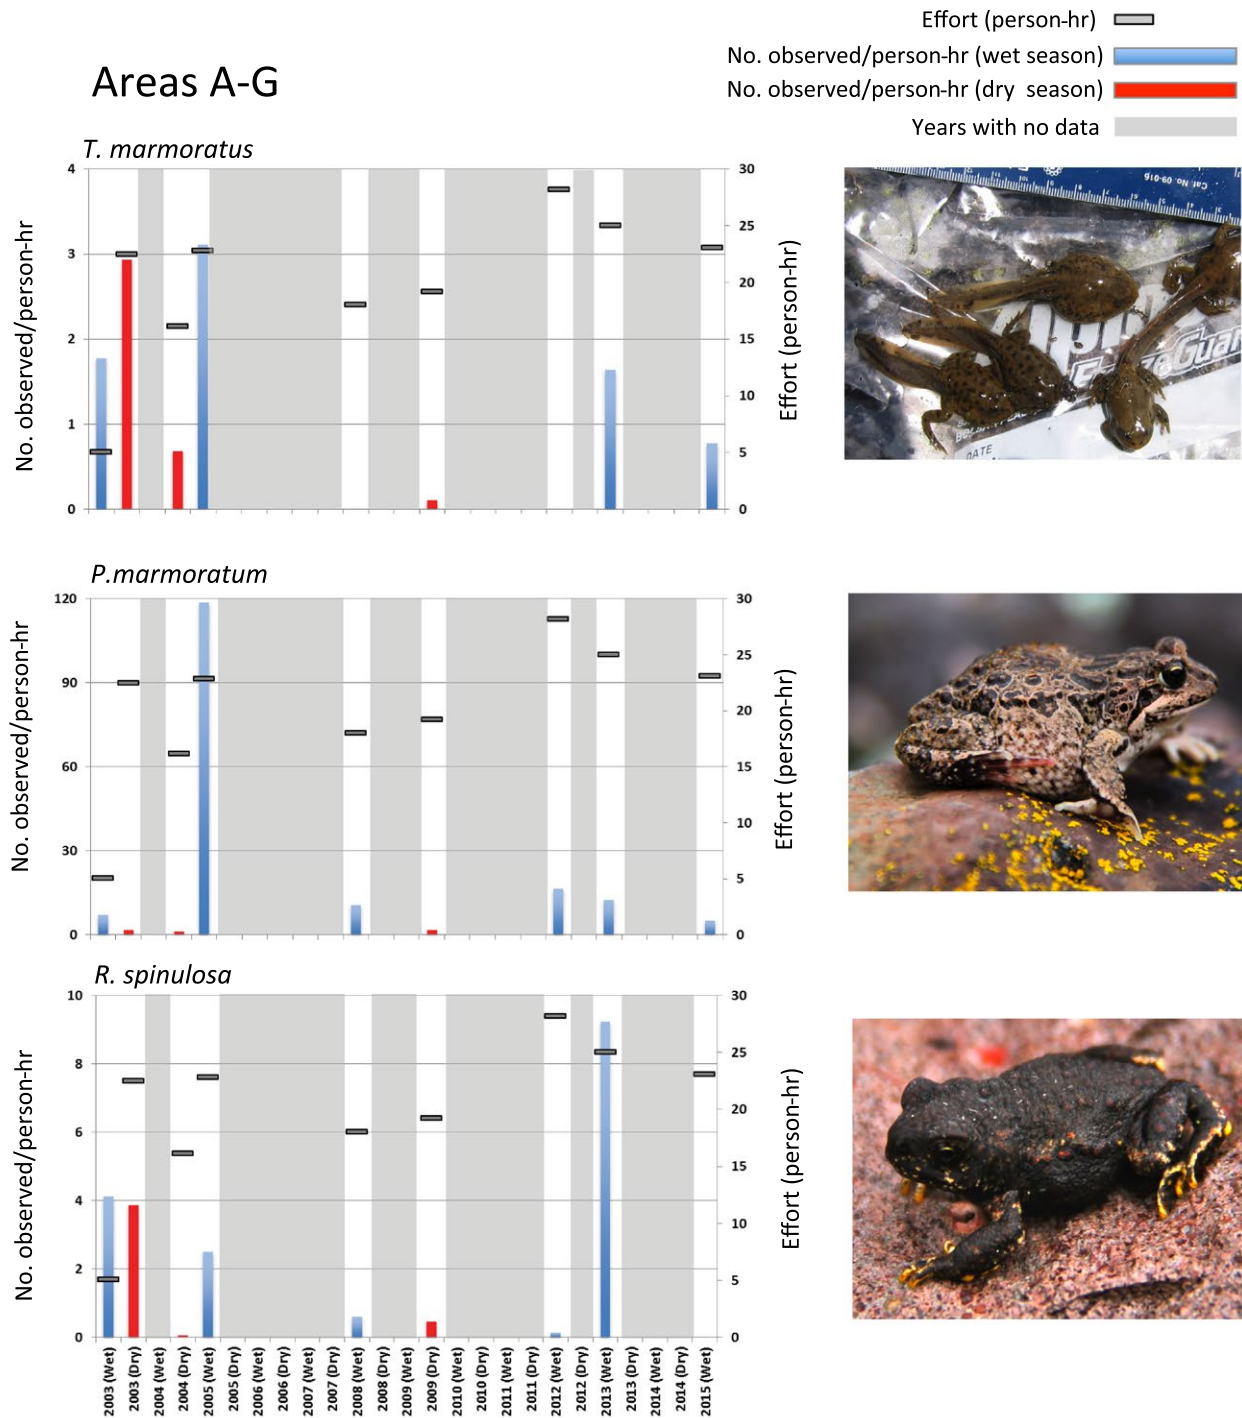 Effort (person-hr)
No. observed/person-hr (wet season)
No. observed/person-hr (dry season)
Years with no data
Areas A-G
T. marmoratus
No. observed/person-hr
4
3
2
1
0
30
25
20
15
10
5
0
Effort (person-hr)
Cat. No. 09-016
DATE
P.marmoratum
No. observed/person-hr
120
90
60
30
0
30
25
20
15
10
5
0
Effort (person-hr)
R. spinulosa
No. observed/person-hr
10
8
6
4
2
0
30
25
20
15
10
5
0
Effort (person-hr)
2003 (Wet)
2003 (Dry)
2004 (Wet)
2004 (Dry)
2005 (Wet)
2005 (Dry)
2006 (Wet)
2006 (Dry)
2007 (Wet)
2007 (Dry)
2008 (Wet)
2008 (Dry)
2009 (Wet)
2009 (Dry)
2010 (Wet)
2010 (Dry)
2011 (Wet)
2011 (Dry)
2012 (Wet)
2012 (Dry)
2013 (Wet)
2013 (Dry)
2014 (Wet)
2014 (Dry)
2015 (Wet)